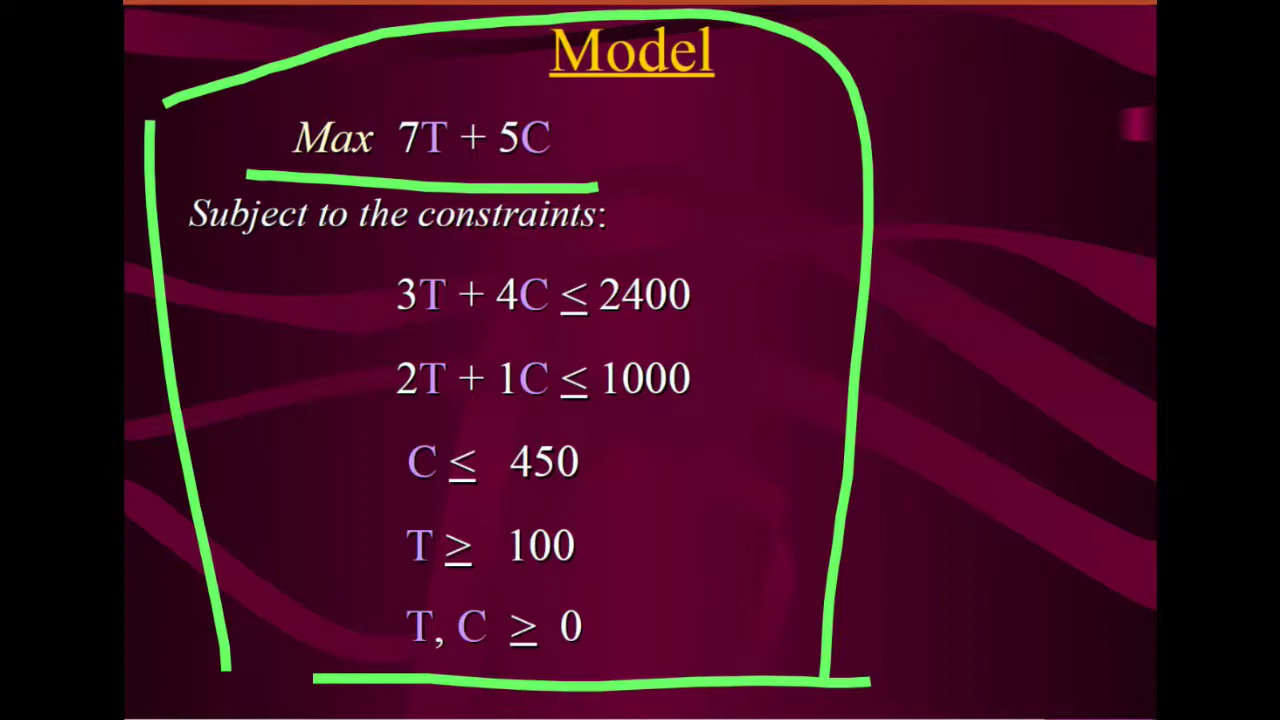 Model
Max 7T + 5C
Subject to the constraints:
3T + 4C ≤ 2400
2T + 1C ≤ 1000
C ≤ 450
T ≥ 100
T, C ≥ 0